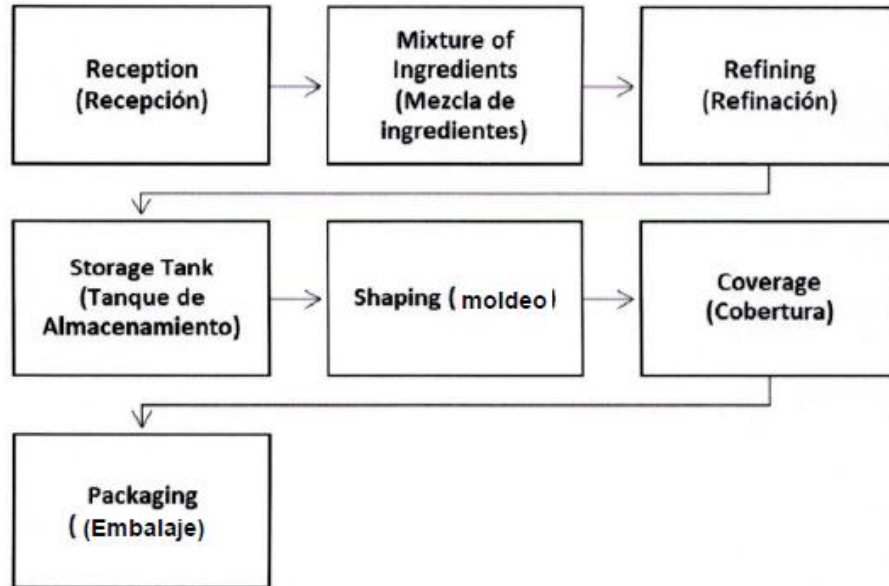 Reception
(Recepción)
Mixture of
Ingredients
(Mezcla de
ingredientes)
Refining
(Refinación)
Storage Tank
(Tanque de
Almacenamiento)
Shaping ( moldeo)
Coverage
(Cobertura)
Packaging
( (Embalaje)